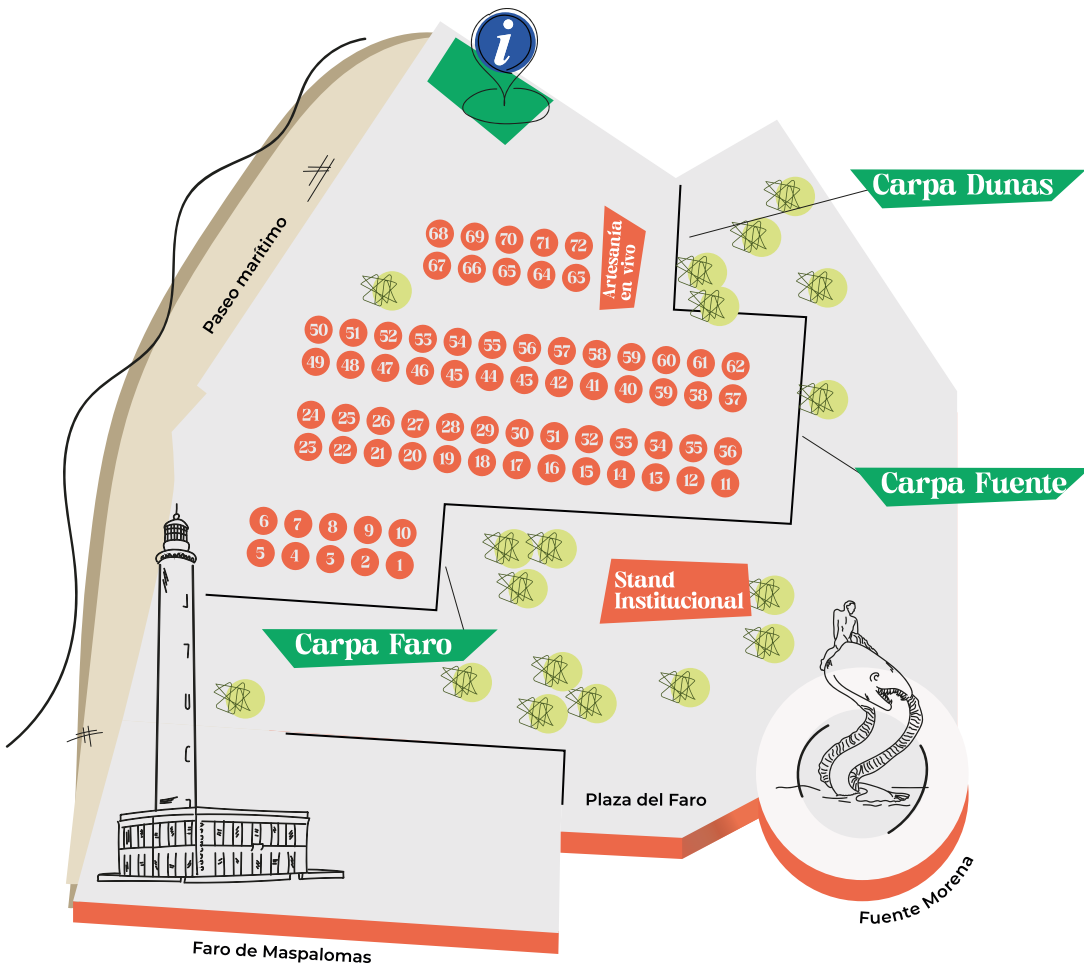 i
Carpa Dunas
Paseo marítimo
68 69 70 71 72
67 66 65 64 63
Artesanía
en vivo
50 51 52 53 54 55 56 57 58 59 60 61 62
49 48 47 46 45 44 43 42 41 40 39 38 37
24 25 26 27 28 29 30 31 32 33 34 35 36
23 22 21 20 19 18 17 16 15 14 13 12 11
Carpa Fuente
6 7 8 9 10
5 4 3 2 1
Stand
Institucional
Carpa Faro
Plaza del Faro
Fuente Morena
Faro de Maspalomas